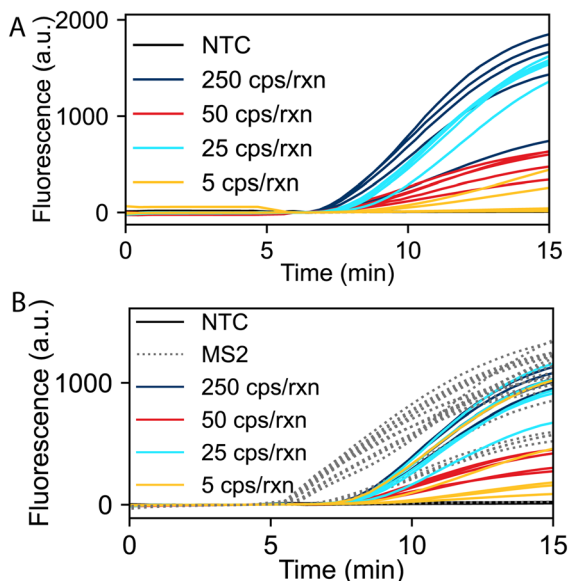 A
2000
1000
0
Fluorescence (a.u.)
NTC
250 cps/rxn
50 cps/rxn
25 cps/rxn
5 cps/rxn
0
5
10
15
Time (min)
B
1000
0
Fluorescence (a.u.)
NTC
MS2
250 cps/rxn
50 cps/rxn
25 cps/rxn
5 cps/rxn
0
5
10
15
Time (min)